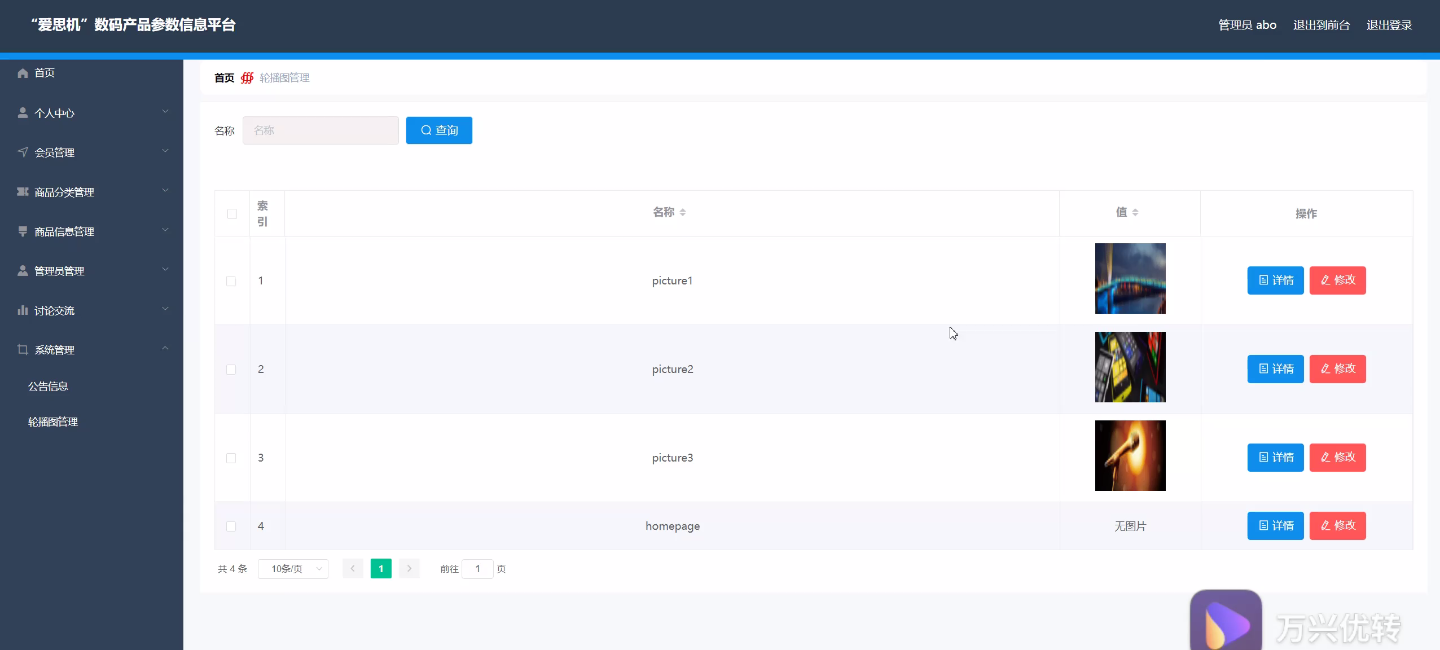 “爱思机”数码产品参数信息平台
管理员 abo 退出到前台 退出登录
首页
个人中心
会员管理
商品分类管理
商品信息管理
管理员管理
讨论交流
系统管理
公告信息
轮播图管理
首页 轮播图管理
名称 名称 查询
索引 名称 值 操作
1 picture1 详情 修改
2 picture2 详情 修改
3 picture3 详情 修改
4 homepage 无图片 详情 修改
共 4 条 10条/页 1 前往 1 页
万兴优转